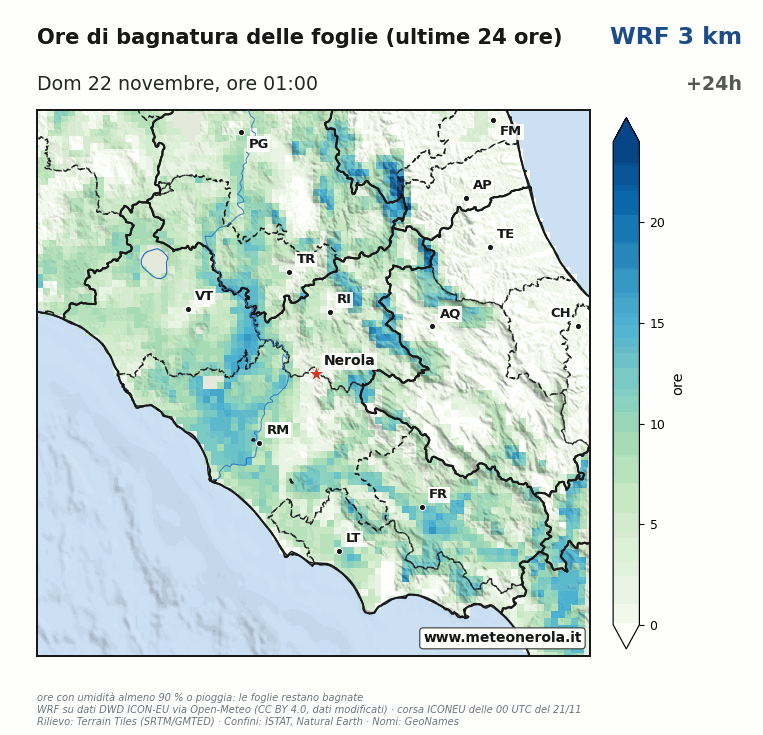 Ore di bagnatura delle foglie (ultime 24 ore)
WRF 3 km
Dom 22 novembre, ore 01:00
+24h
FM
PG
AP
TE
TR
VT
RI
AQ
CH
Nerola
RM
FR
LT
20
15
10
5
0
ore
www.meteonerola.it
ore con umidità almeno 90 % o pioggia: le foglie restano bagnate
WRF su dati DWD ICON-EU via Open-Meteo (CC BY 4.0, dati modificati) · corsa ICONEU delle 00 UTC del 21/11
Rilievo: Terrain Tiles (SRTM/GMTED) · Confini: ISTAT, Natural Earth · Nomi: GeoNames